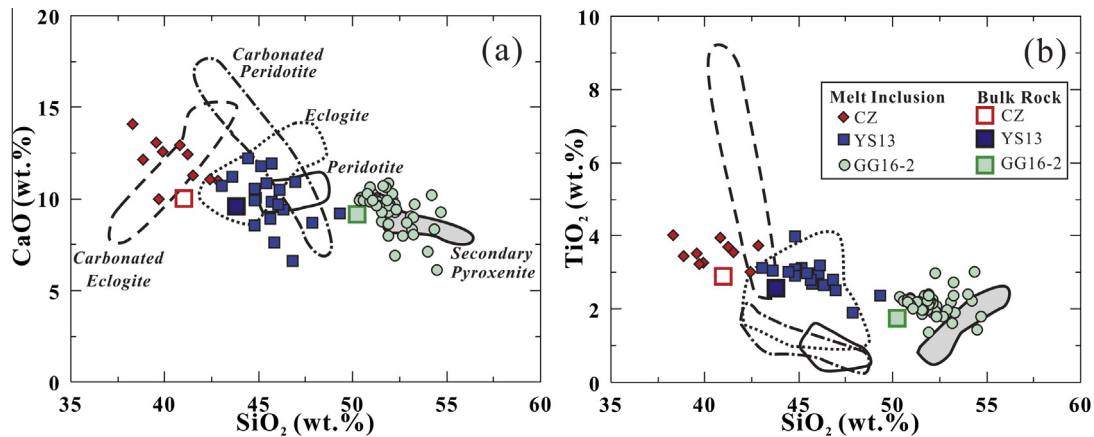 20
15
10
5
0
CaO (wt.%)
35 40 45 50 55 60
SiO2 (wt.%)
(a)
Carbonated
Peridotite
Eclogite
Peridotite
Carbonated
Eclogite
Secondary
Pyroxenite
10
8
6
4
2
0
TiO2 (wt.%)
35 40 45 50 55 60
SiO2 (wt.%)
(b)
Melt Inclusion Bulk Rock
CZ CZ
YS13 YS13
GG16-2 GG16-2